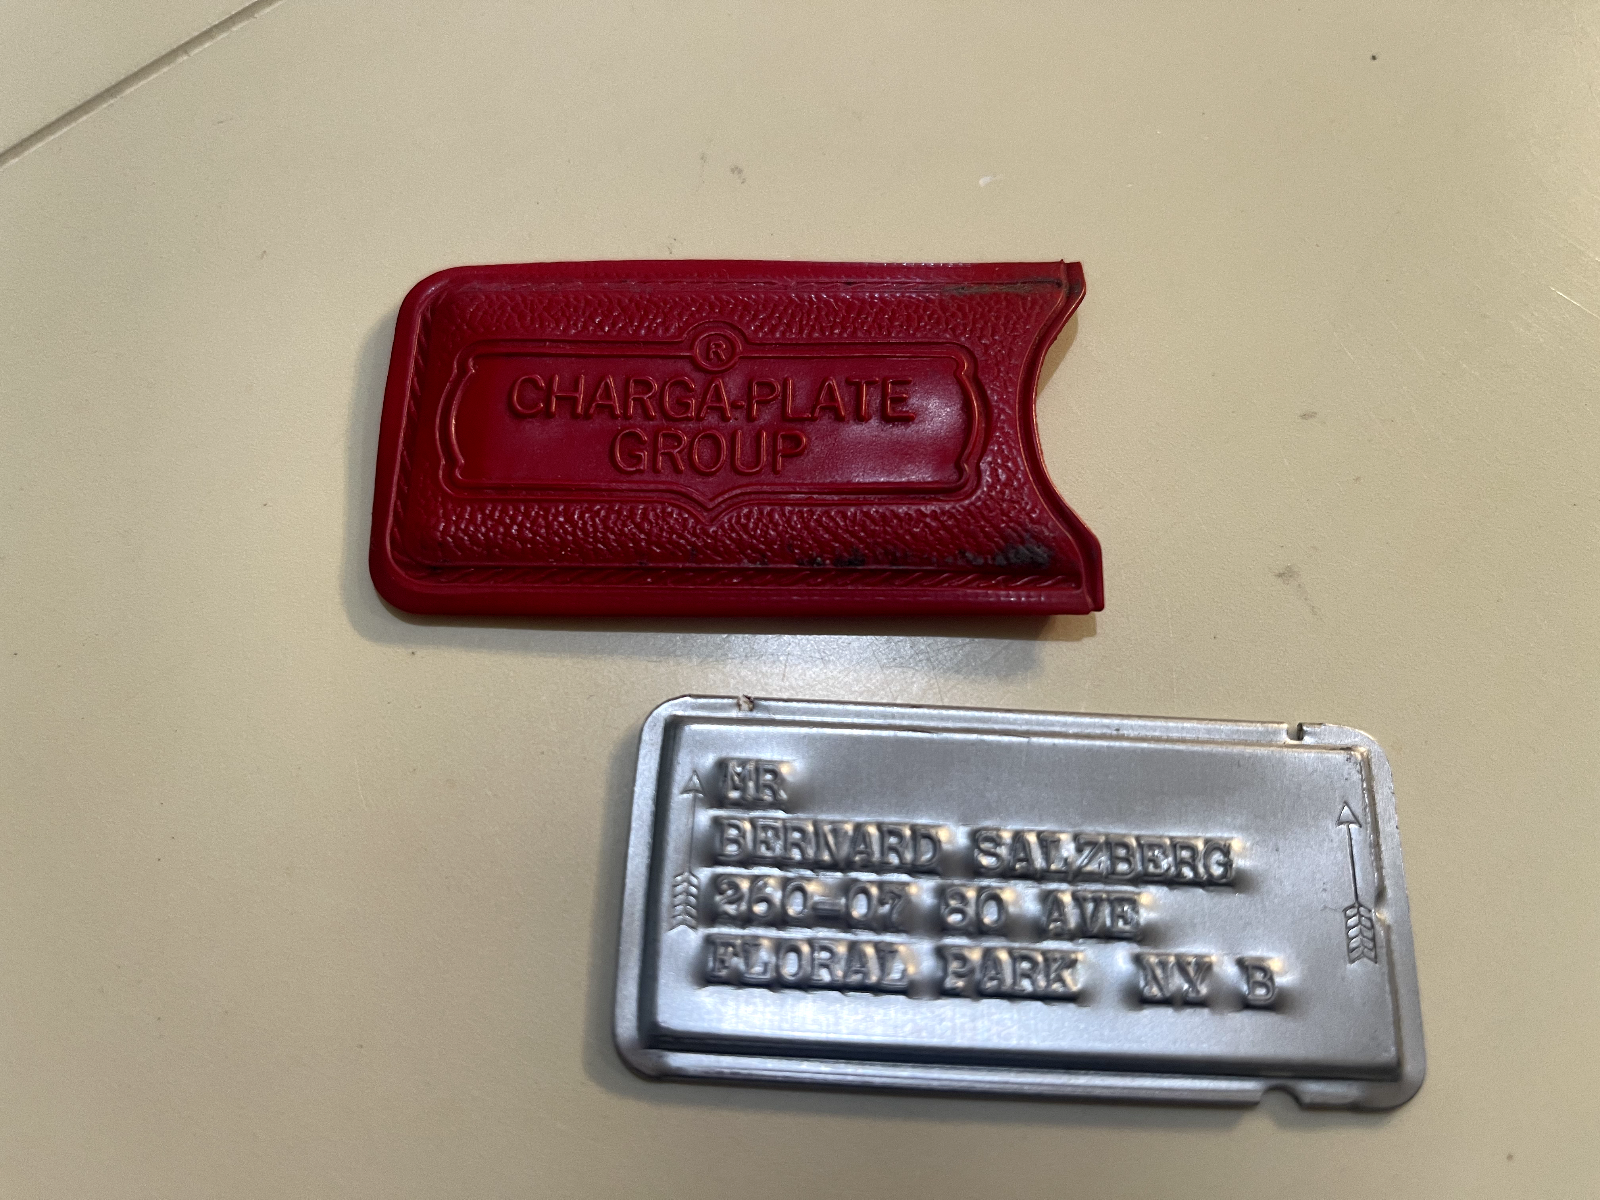 ®
CHARGA-PLATE
GROUP
MR
BERNARD SALZBERG
260-07 80 AVE
FLORAL PARK NY B